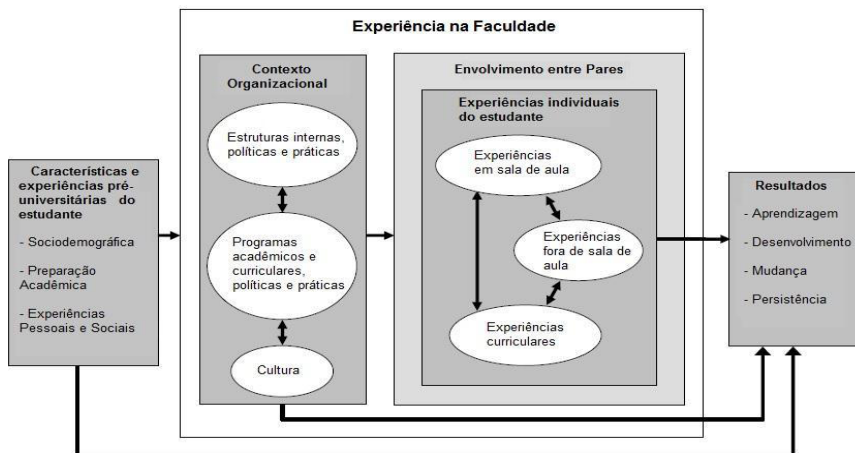 Experiência na Faculdade
Características e
experiências pré-
universitárias do
estudante
- Sociodemográfica
- Preparação
Acadêmica
- Experiências
Pessoais e Sociais
Contexto
Organizacional
Estruturas internas,
políticas e práticas
Programas
acadêmicos e
curriculares,
políticas e práticas
Cultura
Envolvimento entre Pares
Experiências individuais
do estudante
Experiências
em sala de aula
Experiências
fora de sala de
aula
Experiências
curriculares
Resultados
- Aprendizagem
- Desenvolvimento
- Mudança
- Persistência